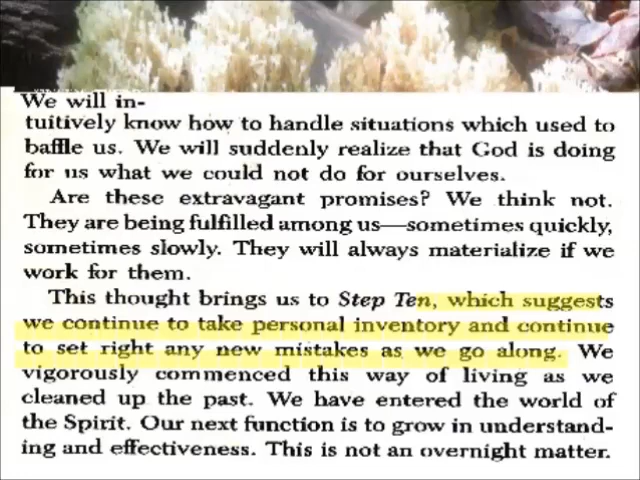 We will in-
tuitively know how to handle situations which used to
baffle us. We will suddenly realize that God is doing
for us what we could not do for ourselves.
Are these extravagant promises? We think not.
They are being fulfilled among us—sometimes quickly,
sometimes slowly. They will always materialize if we
work for them.
This thought brings us to Step Ten, which suggests
we continue to take personal inventory and continue
to set right any new mistakes as we go along. We
vigorously commenced this way of living as we
cleaned up the past. We have entered the world of
the Spirit. Our next function is to grow in understand-
ing and effectiveness. This is not an overnight matter.